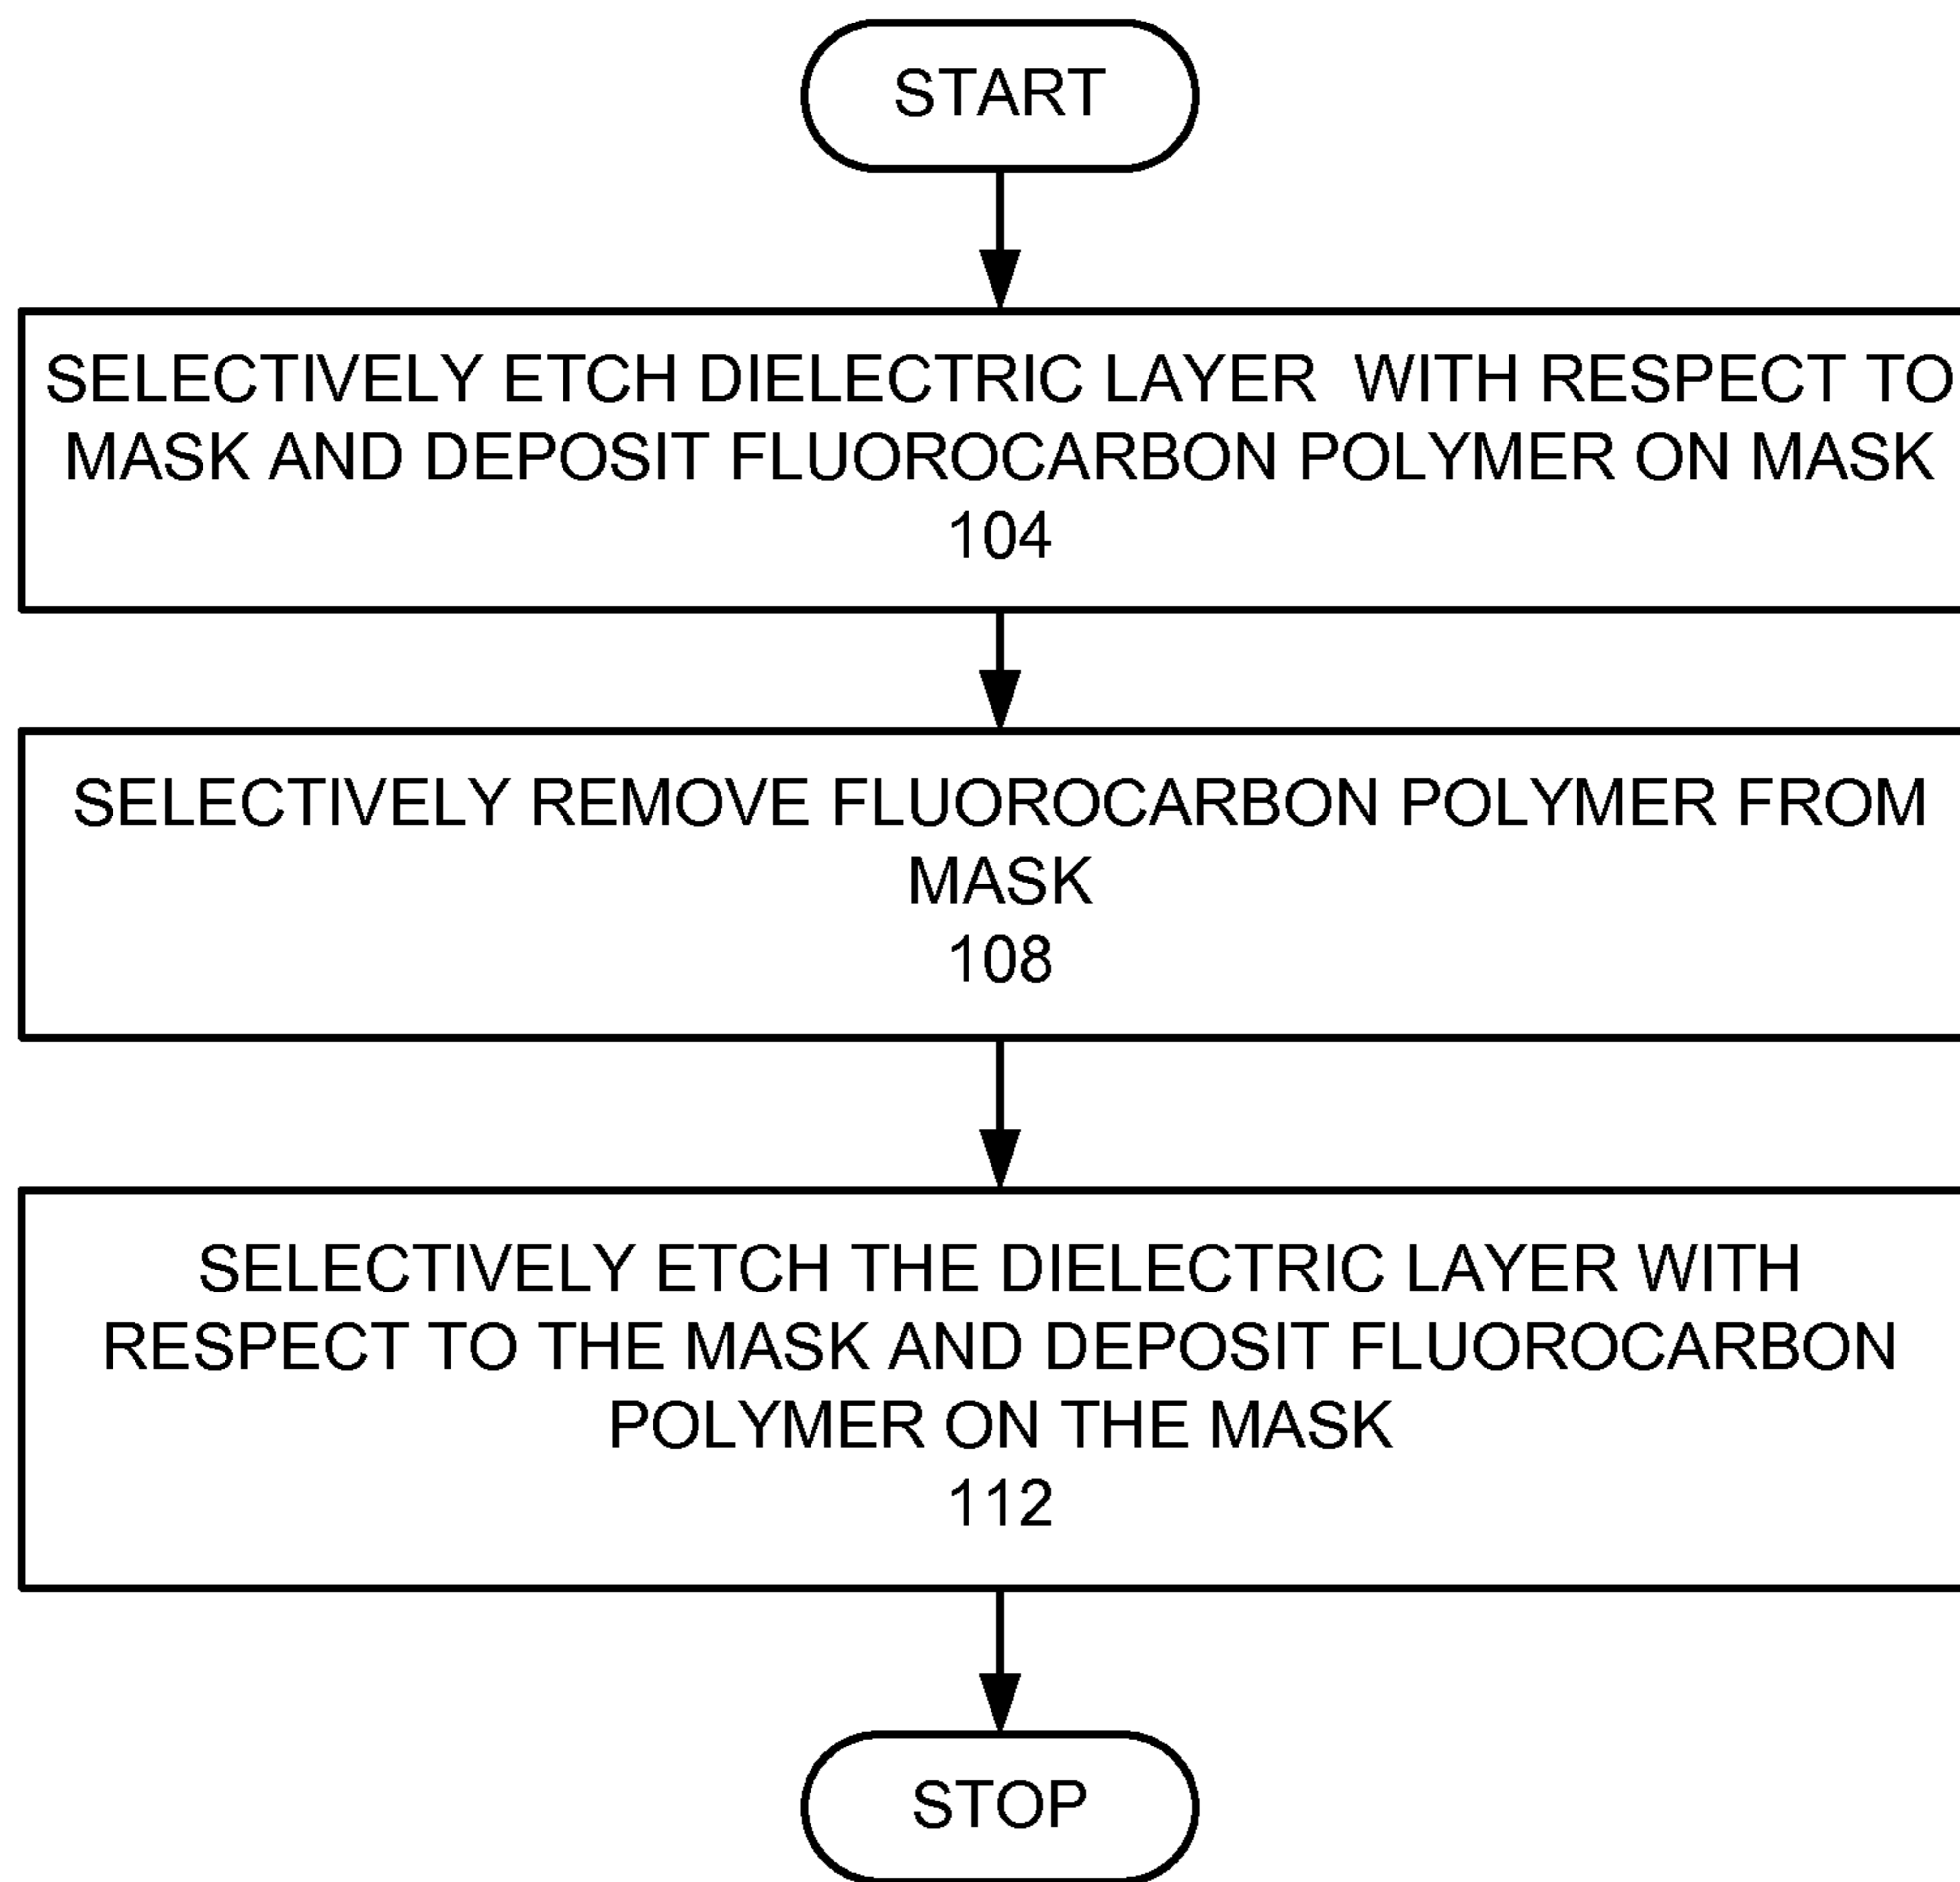 START
SELECTIVELY ETCH DIELECTRIC LAYER WITH RESPECT TO
MASK AND DEPOSIT FLUOROCARBON POLYMER ON MASK
104
SELECTIVELY REMOVE FLUOROCARBON POLYMER FROM
MASK
108
SELECTIVELY ETCH THE DIELECTRIC LAYER WITH
RESPECT TO THE MASK AND DEPOSIT FLUOROCARBON
POLYMER ON THE MASK
112
STOP